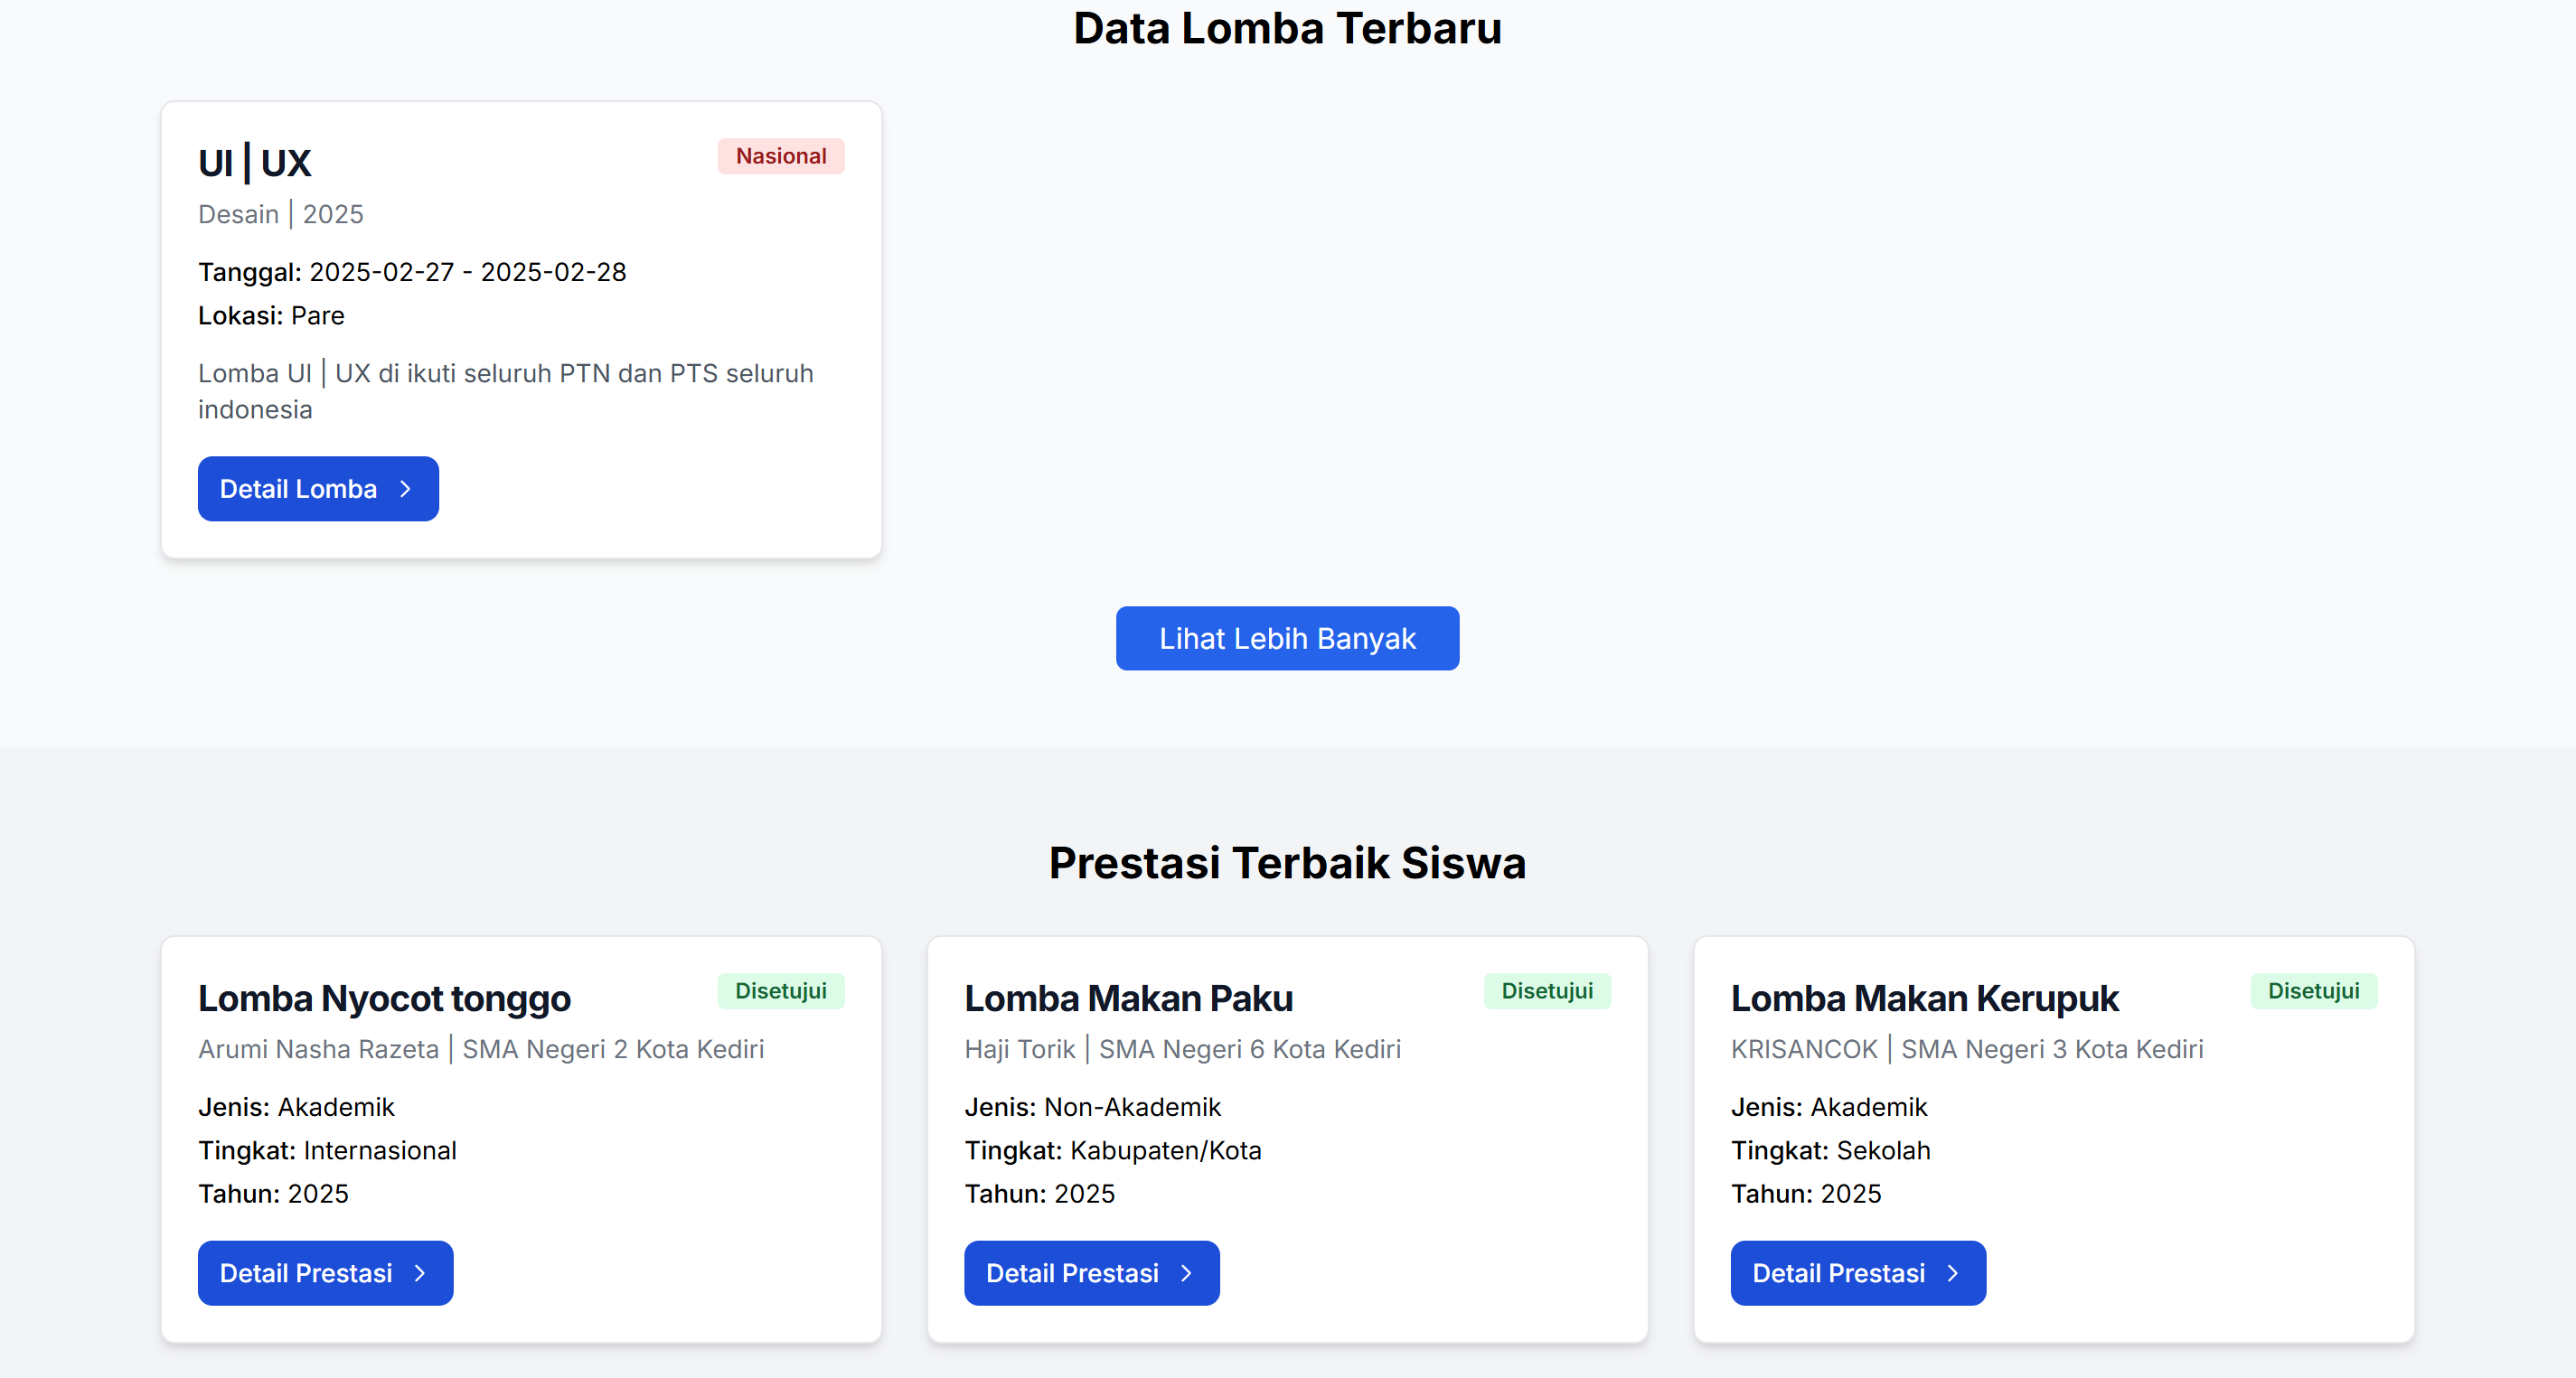 Data Lomba Terbaru
UI | UX
Nasional
Desain | 2025
Tanggal: 2025-02-27 - 2025-02-28
Lokasi: Pare
Lomba UI | UX di ikuti seluruh PTN dan PTS seluruh
indonesia
Detail Lomba
Lihat Lebih Banyak
Prestasi Terbaik Siswa
Lomba Nyocot tonggo
Disetujui
Arumi Nasha Razeta | SMA Negeri 2 Kota Kediri
Jenis: Akademik
Tingkat: Internasional
Tahun: 2025
Detail Prestasi
Lomba Makan Paku
Disetujui
Haji Torik | SMA Negeri 6 Kota Kediri
Jenis: Non-Akademik
Tingkat: Kabupaten/Kota
Tahun: 2025
Detail Prestasi
Lomba Makan Kerupuk
Disetujui
KRISANCOK | SMA Negeri 3 Kota Kediri
Jenis: Akademik
Tingkat: Sekolah
Tahun: 2025
Detail Prestasi